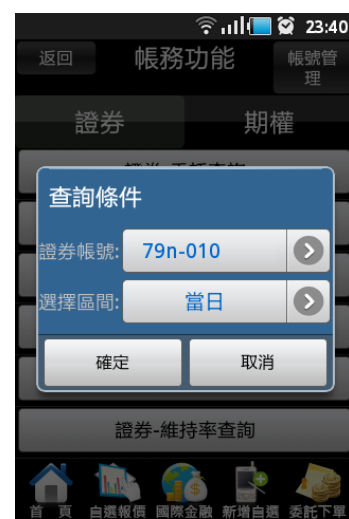 23:40
返回
帳務功能
帳號管
理
證券
期權
查詢條件
證券帳號:
79n-010
選擇區間:
當日
確定
取消
證券-維持率查詢
首 頁
自選報價
國際金融
新增自選
委託下單